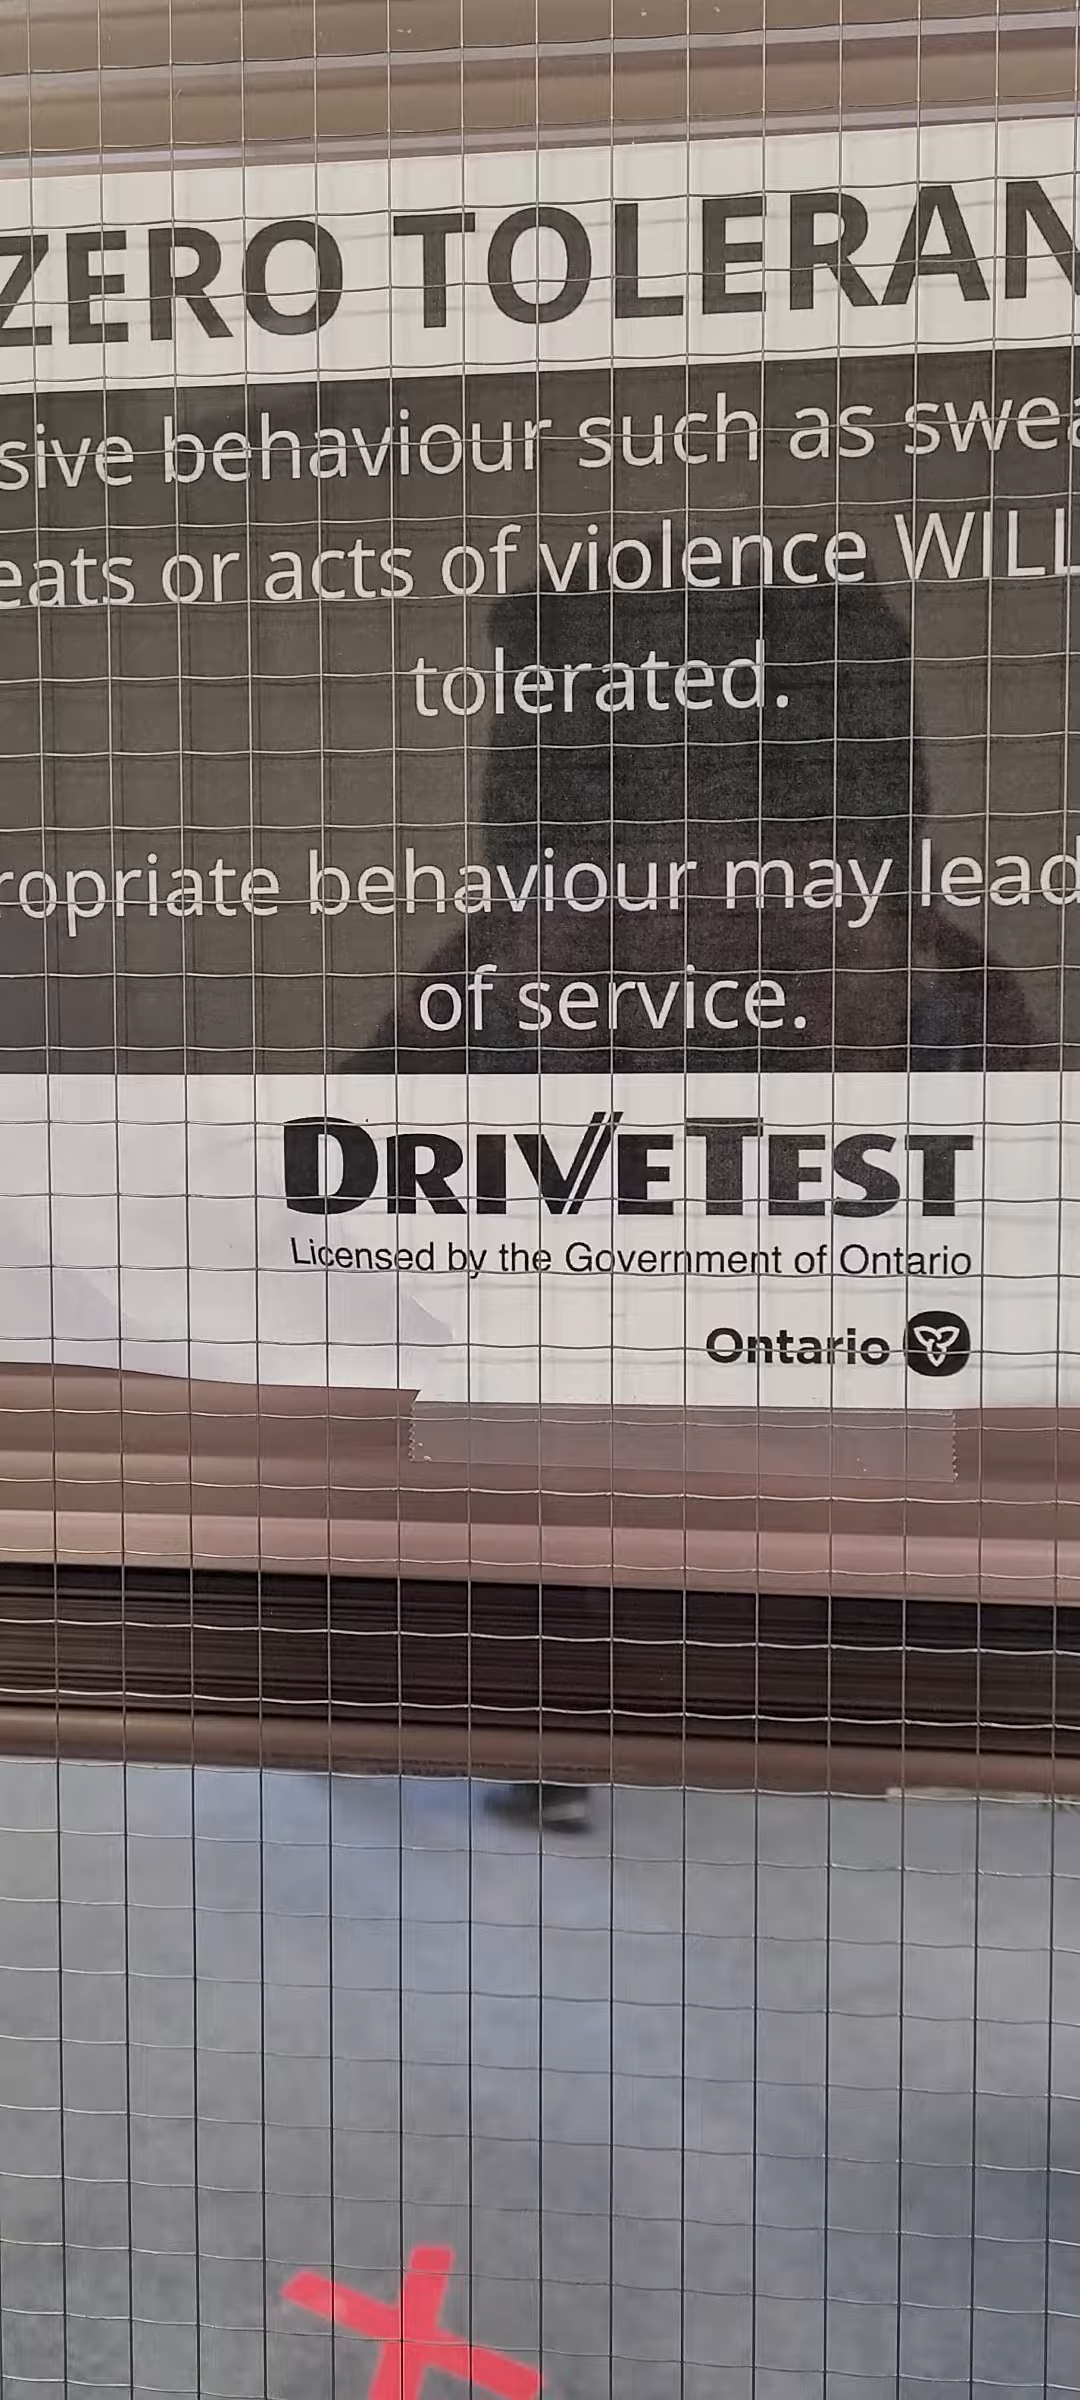 ZERO TOLERAN
sive behaviour such as swea
eats or acts of violence WILL
tolerated.
ropriate behaviour may lead
of service.
DRIVETEST
Licensed by the Government of Ontario
Ontario